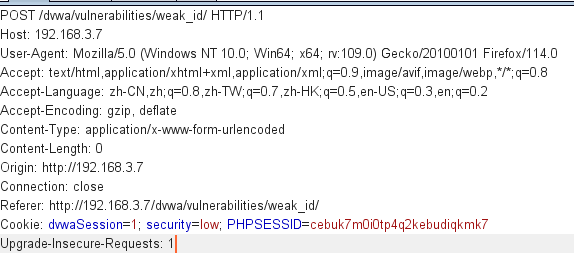 POST /dvwa/vulnerabilities/weak_id/ HTTP/1.1
Host: 192.168.3.7
User-Agent: Mozilla/5.0 (Windows NT 10.0; Win64; x64; rv:109.0) Gecko/20100101 Firefox/114.0
Accept: text/html,application/xhtml+xml,application/xml;q=0.9,image/avif,image/webp,*/*;q=0.8
Accept-Language: zh-CN,zh;q=0.8,zh-TW;q=0.7,zh-HK;q=0.5,en-US;q=0.3,en;q=0.2
Accept-Encoding: gzip, deflate
Content-Type: application/x-www-form-urlencoded
Content-Length: 0
Origin: http://192.168.3.7
Connection: close
Referer: http://192.168.3.7/dvwa/vulnerabilities/weak_id/
Cookie: dvwaSession=1; security=low; PHPSESSID=cebuk7m0i0tp4q2kebudiqkmk7
Upgrade-Insecure-Requests: 1